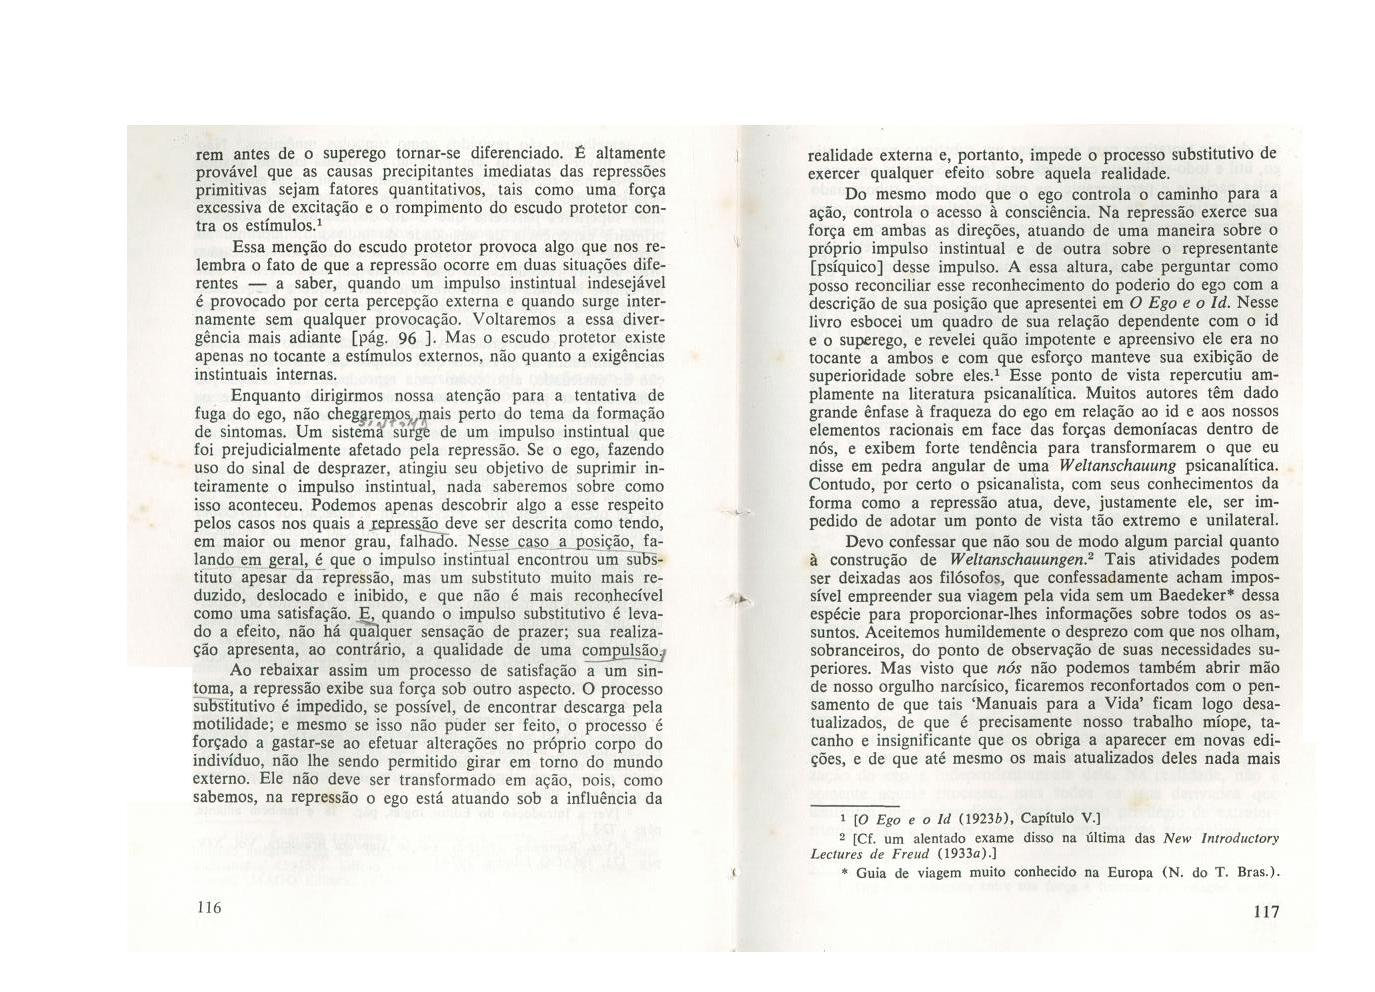 rem antes de o superego tornar-se diferenciado. É altamente
provável que as causas precipitantes imediatas das repressões
primitivas sejam fatores quantitativos, tais como uma força
excessiva de excitação e o rompimento do escudo protetor con-
tra os estímulos.¹
Essa menção do escudo protetor provoca algo que nos re-
lembra o fato de que a repressão ocorre em duas situações dife-
rentes — a saber, quando um impulso instintual indesejável
é provocado por certa percepção externa e quando surge inter-
namente sem qualquer provocação. Voltaremos a essa diver-
gência mais adiante [pág. 96 ]. Mas o escudo protetor existe
apenas no tocante a estímulos externos, não quanto a exigências
instintuais internas.
Enquanto dirigirmos nossa atenção para a tentativa de
fuga do ego, não chegaremos mais perto do tema da formação
sintoma
de sintomas. Um sistema surge de um impulso instintual que
foi prejudicialmente afetado pela repressão. Se o ego, fazendo
uso do sinal de desprazer, atingiu seu objetivo de suprimir in-
teiramente o impulso instintual, nada saberemos sobre como
isso aconteceu. Podemos apenas descobrir algo a esse respeito
pelos casos nos quais a repressão deve ser descrita como tendo,
em maior ou menor grau, falhado. Nesse caso a posição, fa-
lando em geral, é que o impulso instintual encontrou um subs-
tituto apesar da repressão, mas um substituto muito mais re-
duzido, deslocado e inibido, e que não é mais reconhecível
como uma satisfação. E, quando o impulso substitutivo é leva-
do a efeito, não há qualquer sensação de prazer; sua realiza-
ção apresenta, ao contrário, a qualidade de uma compulsão.
Ao rebaixar assim um processo de satisfação a um sin-
toma, a repressão exibe sua força sob outro aspecto. O processo
substitutivo é impedido, se possível, de encontrar descarga pela
motilidade; e mesmo se isso não puder ser feito, o processo é
forçado a gastar-se ao efetuar alterações no próprio corpo do
indivíduo, não lhe sendo permitido girar em torno do mundo
externo. Ele não deve ser transformado em ação, pois, como
sabemos, na repressão o ego está atuando sob a influência da
116
realidade externa e, portanto, impede o processo substitutivo de
exercer qualquer efeito sobre aquela realidade.
Do mesmo modo que o ego controla o caminho para a
ação, controla o acesso à consciência. Na repressão exerce sua
força em ambas as direções, atuando de uma maneira sobre o
próprio impulso instintual e de outra sobre o representante
[psíquico] desse impulso. A essa altura, cabe perguntar como
posso reconciliar esse reconhecimento do poderio do ego com a
descrição de sua posição que apresentei em O Ego e o Id. Nesse
livro esbocei um quadro de sua relação dependente com o id
e o superego, e revelei quão impotente e apreensivo ele era no
tocante a ambos e com que esforço manteve sua exibição de
superioridade sobre eles.¹ Esse ponto de vista repercutiu am-
plamente na literatura psicanalítica. Muitos autores têm dado
grande ênfase à fraqueza do ego em relação ao id e aos nossos
elementos racionais em face das forças demoníacas dentro de
nós, e exibem forte tendência para transformarem o que eu
disse em pedra angular de uma Weltanschauung psicanalítica.
Contudo, por certo o psicanalista, com seus conhecimentos da
forma como a repressão atua, deve, justamente ele, ser im-
pedido de adotar um ponto de vista tão extremo e unilateral.
Devo confessar que não sou de modo algum parcial quanto
à construção de Weltanschauungen.² Tais atividades podem
ser deixadas aos filósofos, que confessadamente acham impos-
sível empreender sua viagem pela vida sem um Baedeker* dessa
espécie para proporcionar-lhes informações sobre todos os as-
suntos. Aceitemos humildemente o desprezo com que nos olham,
sobranceiros, do ponto de observação de suas necessidades su-
periores. Mas visto que nós não podemos também abrir mão
de nosso orgulho narcísico, ficaremos reconfortados com o pen-
samento de que tais ‘Manuais para a Vida’ ficam logo desa-
tualizados, de que é precisamente nosso trabalho míope, ta-
canho e insignificante que os obriga a aparecer em novas edi-
ções, e de que até mesmo os mais atualizados deles nada mais
¹ [O Ego e o Id (1923b), Capítulo V.]
² [Cf. um alentado exame disso na última das New Introductory
Lectures de Freud (1933a).]
* Guia de viagem muito conhecido na Europa (N. do T. Bras.).
117